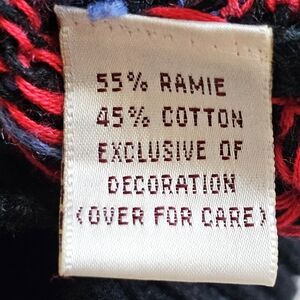 55% RAMIE
45% COTTON
EXCLUSIVE OF
DECORATION
(OVER FOR CARE)